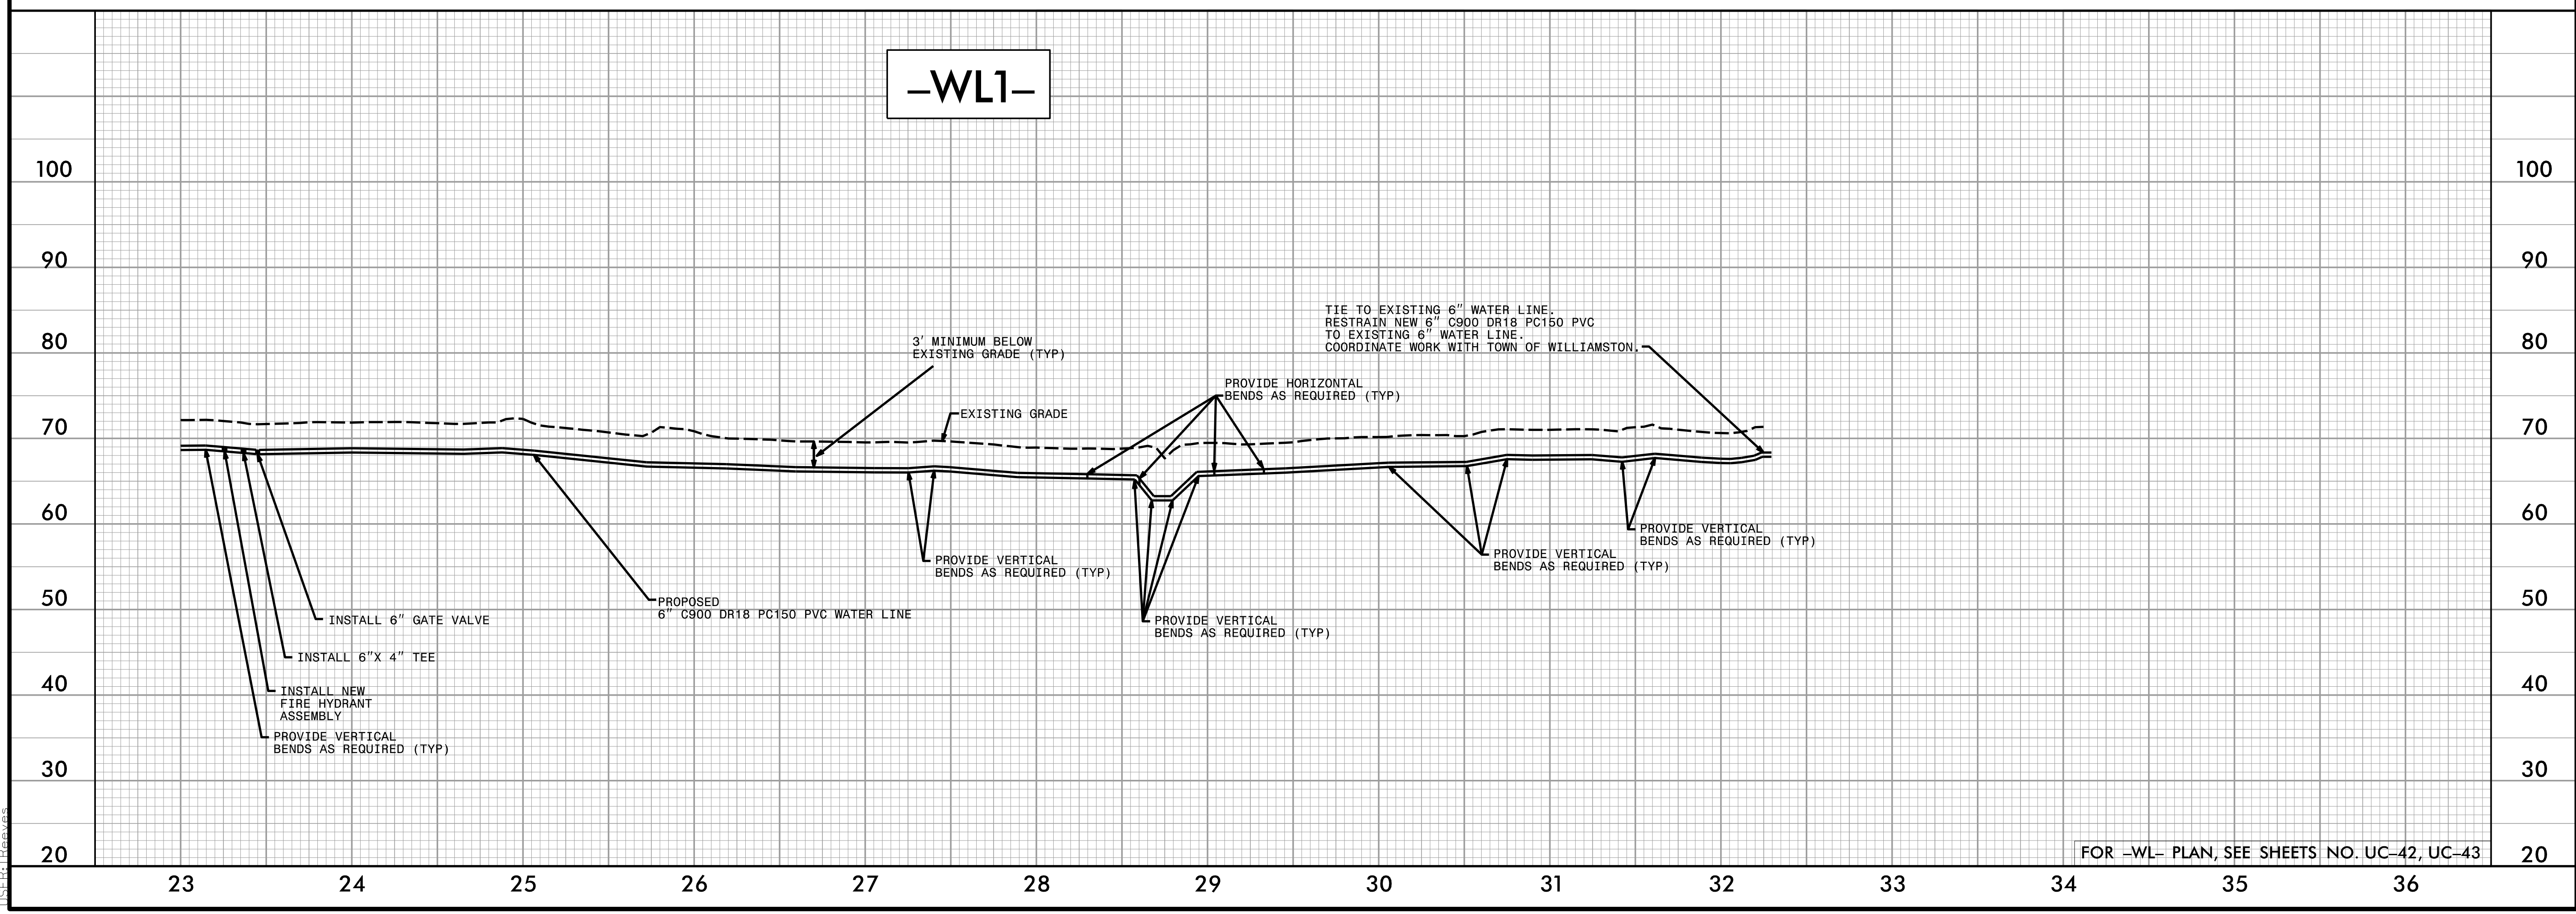 –WL1–
100
100
90
90
TIE TO EXISTING 6" WATER LINE.
RESTRAIN NEW 6" C900 DR18 PC150 PVC
TO EXISTING 6" WATER LINE.
COORDINATE WORK WITH TOWN OF WILLIAMSTON.
80
80
3' MINIMUM BELOW
EXISTING GRADE (TYP)
PROVIDE HORIZONTAL
BENDS AS REQUIRED (TYP)
EXISTING GRADE
70
70
60
60
PROVIDE VERTICAL
BENDS AS REQUIRED (TYP)
PROVIDE VERTICAL
BENDS AS REQUIRED (TYP)
PROVIDE VERTICAL
BENDS AS REQUIRED (TYP)
50
50
PROPOSED
6" C900 DR18 PC150 PVC WATER LINE
INSTALL 6" GATE VALVE
PROVIDE VERTICAL
BENDS AS REQUIRED (TYP)
INSTALL 6"X 4" TEE
40
40
INSTALL NEW
FIRE HYDRANT
ASSEMBLY
PROVIDE VERTICAL
BENDS AS REQUIRED (TYP)
30
30
20
20
FOR –WL– PLAN, SEE SHEETS NO. UC–42, UC–43
23 24 25 26 27 28 29 30 31 32 33 34 35 36